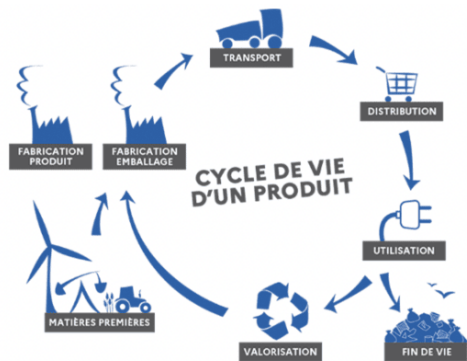 TRANSPORT
DISTRIBUTION
FABRICATION
PRODUIT
FABRICATION
EMBALLAGE
CYCLE DE VIE
D'UN PRODUIT
UTILISATION
MATIÈRES PREMIÈRES
VALORISATION
FIN DE VIE